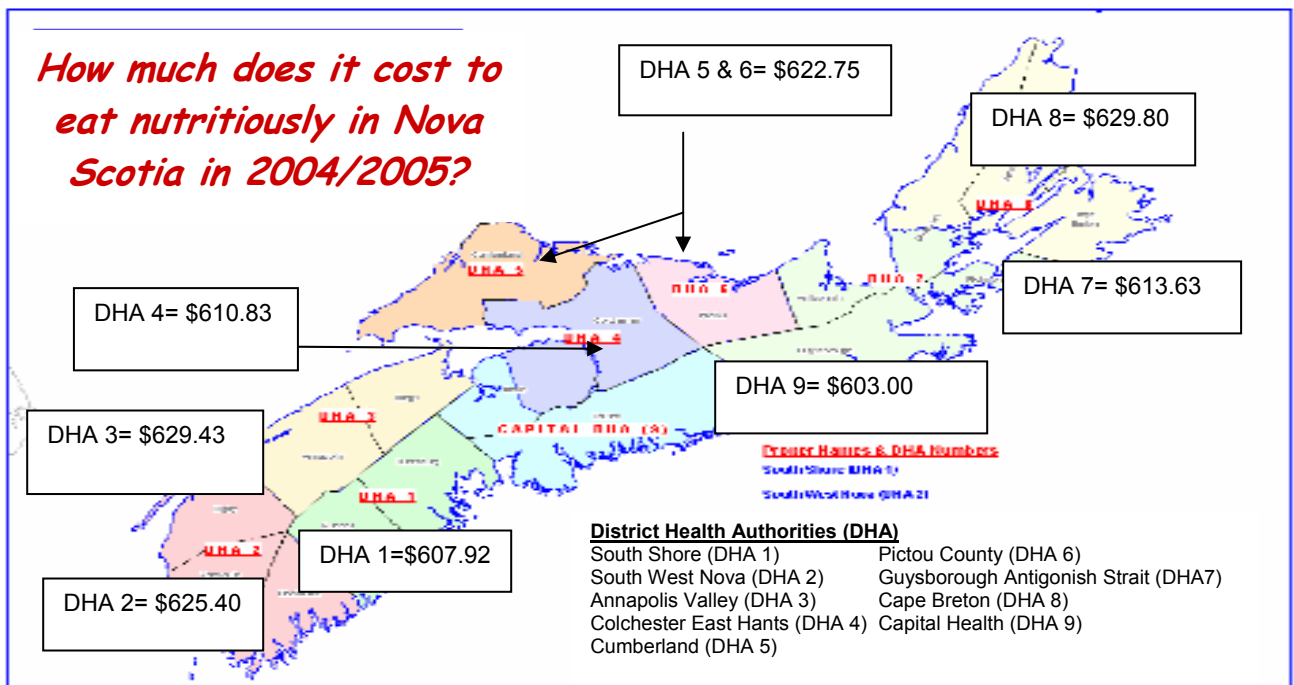 How much does it cost to
eat nutritiously in Nova
Scotia in 2004/2005?
DHA 5 & 6= $622.75
DHA 8= $629.80
DHA 8
DHA 5
DHA 6
DHA 7
DHA 7= $613.63
DHA 4= $610.83
DHA 4
DHA 9= $603.00
DHA 3
CAPITAL DHA (9)
DHA 3= $629.43
Proper Names & DHA Numbers
South Shore (DHA 1)
South West Nova (DHA 2)
DHA 1
DHA 2
DHA 1=$607.92
DHA 2= $625.40
District Health Authorities (DHA)
South Shore (DHA 1)
South West Nova (DHA 2)
Annapolis Valley (DHA 3)
Colchester East Hants (DHA 4)
Cumberland (DHA 5)
Pictou County (DHA 6)
Guysborough Antigonish Strait (DHA7)
Cape Breton (DHA 8)
Capital Health (DHA 9)